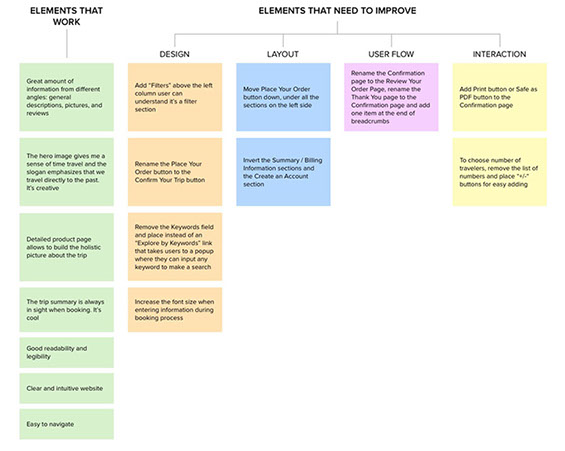 ELEMENTS THAT
WORK
ELEMENTS THAT NEED TO IMPROVE
DESIGN
LAYOUT
USER FLOW
INTERACTION
Great amount of
information from different
angles: general
descriptions, pictures, and
reviews
The hero image gives me a
sense of time travel and the
slogan emphasizes that we
travel directly to the past. It's
creative
Detailed product page
allows to build the holistic
picture about the trip
The trip summary is always
in sight when booking. It's
cool
Good readability and
legibility
Clear and intuitive website
Easy to navigate
Add "Filters" above the left
column user can
understand it's a filter
section
Rename the Place Your
Order button to the
Confirm Your Trip button
Remove the Keywords field
and place instead of an
"Explore by Keywords" link
that takes users to a popup
where they can input any
keyword to make a search
Increase the font size when
entering information during
booking process
Move Place Your Order
button down, under all the
sections on the left side
Invert the Summary / Billing
Information sections and
the Create an Account
section
Rename the Confirmation
page to the Review Your
Order Page, rename the
Thank You page to the
Confirmation page and add
one item at the end of
breadcrumbs
Add Print button or Safe as
PDF button to the
Confirmation page
To choose number of
travelers, remove the list of
numbers and place "+/-"
buttons for easy adding